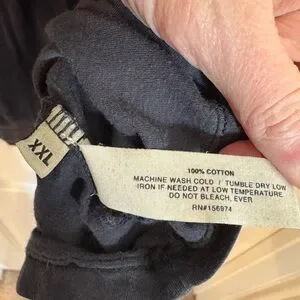 XXL
100% COTTON
MACHINE WASH COLD / TUMBLE DRY LOW
IRON IF NEEDED AT LOW TEMPERATURE
DO NOT BLEACH, EVER
RN#156974